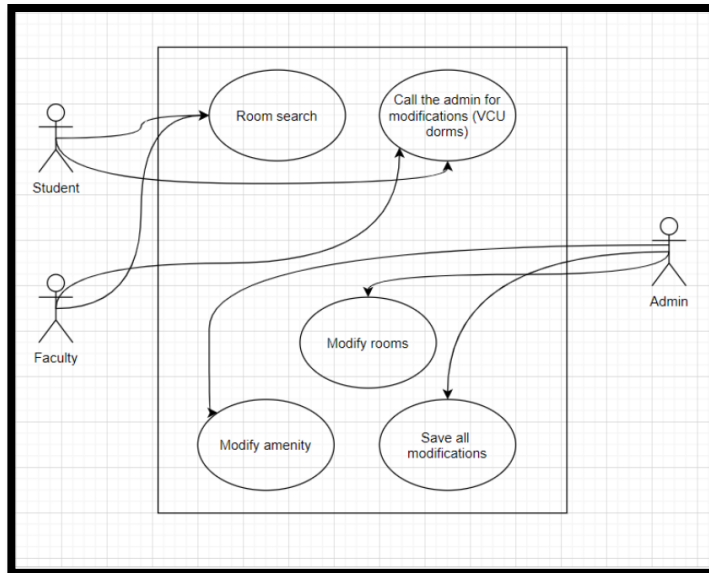 Room search
Call the admin for
modifications (VCU
dorms)
Student
Admin
Modify rooms
Faculty
Modify amenity
Save all
modifications